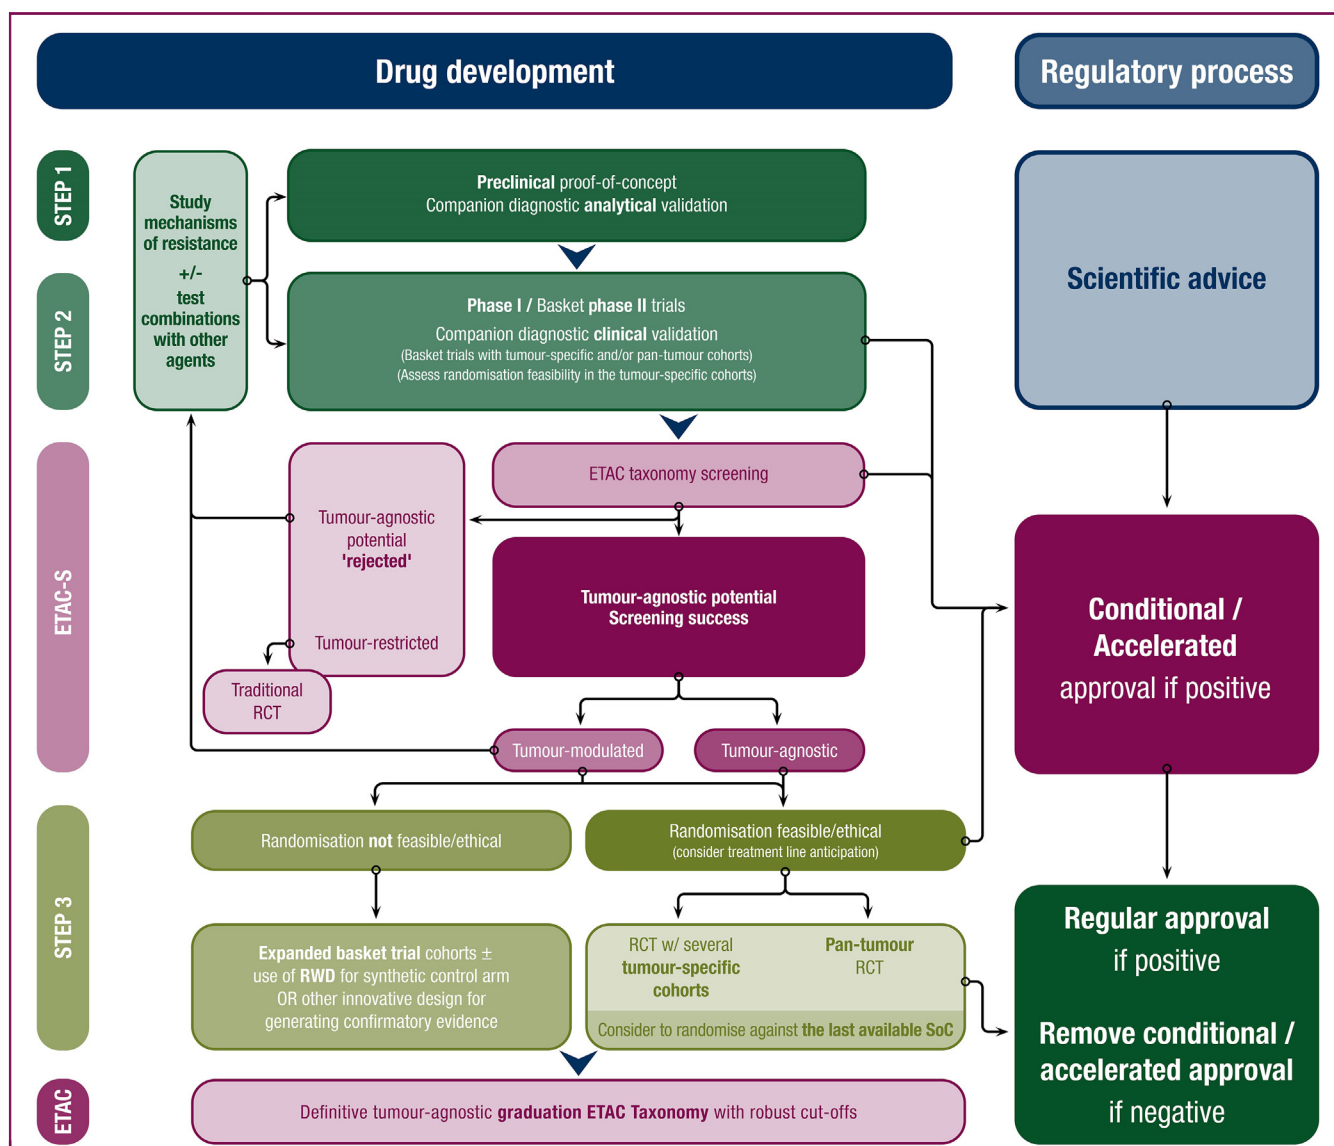 Drug development
Regulatory process
STEP 1
Study
mechanisms
of resistance
+/-
test
combinations
with other
agents
Preclinical proof-of-concept
Companion diagnostic analytical validation
Scientific advice
STEP 2
Phase I / Basket phase II trials
Companion diagnostic clinical validation
(Basket trials with tumour-specific and/or pan-tumour cohorts)
(Assess randomisation feasibility in the tumour-specific cohorts)
ETAC-S
ETAC taxonomy screening
Tumour-agnostic
potential
'rejected'
Tumour-restricted
Traditional
RCT
Tumour-agnostic potential
Screening success
Tumour-modulated
Tumour-agnostic
Conditional /
Accelerated
approval if positive
STEP 3
Randomisation not feasible/ethical
Randomisation feasible/ethical
(consider treatment line anticipation)
Expanded basket trial cohorts ±
use of RWD for synthetic control arm
OR other innovative design for
generating confirmatory evidence
RCT w/ several
tumour-specific
cohorts
Pan-tumour
RCT
Consider to randomise against the last available SoC
Regular approval
if positive
Remove conditional /
accelerated approval
if negative
ETAC
Definitive tumour-agnostic graduation ETAC Taxonomy with robust cut-offs